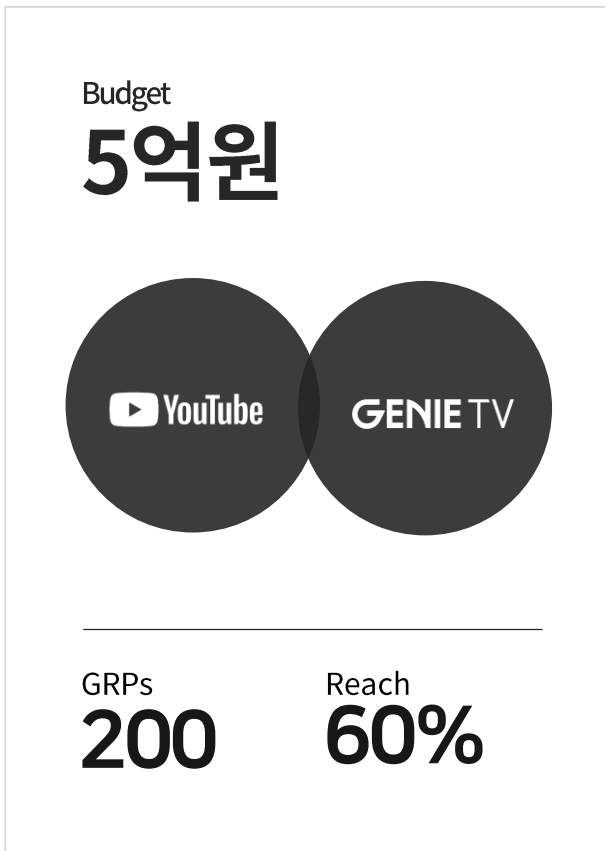 Budget
5억원
YouTube
GENIE TV
GRPs
200
Reach
60%